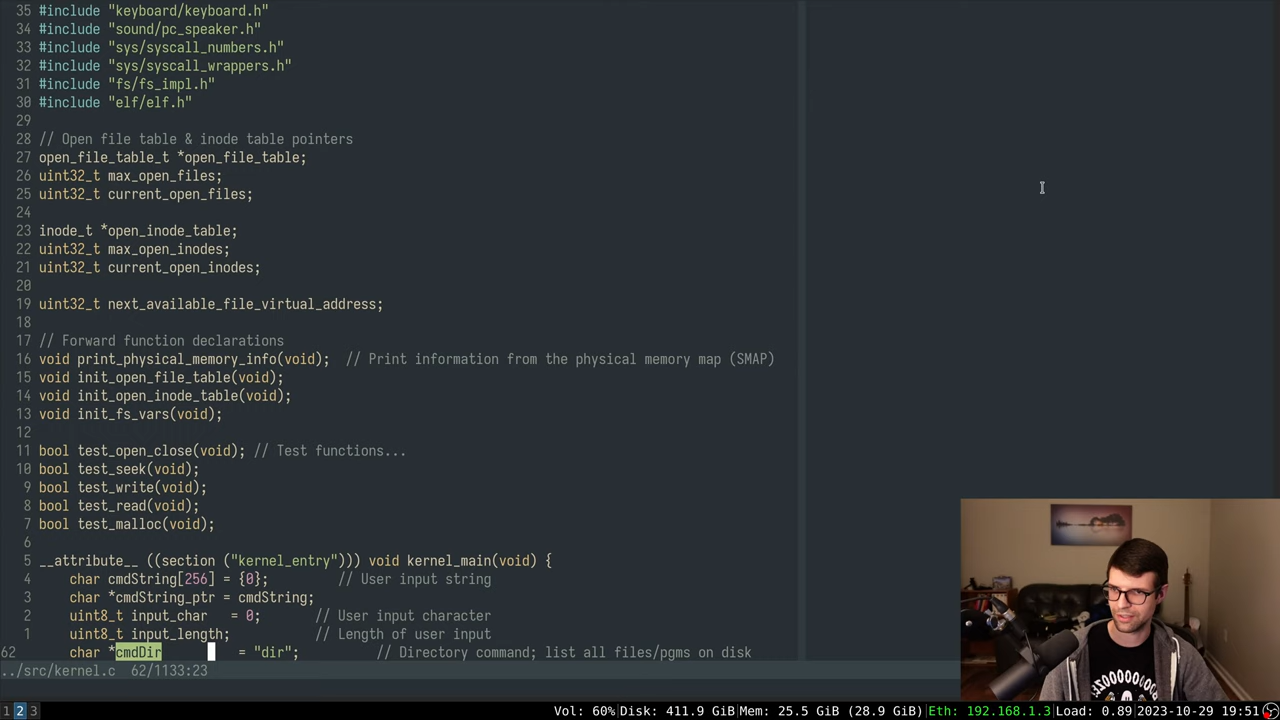 35 #include "keyboard/keyboard.h"
34 #include "sound/pc_speaker.h"
33 #include "sys/syscall_numbers.h"
32 #include "sys/syscall_wrappers.h"
31 #include "fs/fs_impl.h"
30 #include "elf/elf.h"
29
28 // Open file table & inode table pointers
27 open_file_table_t *open_file_table;
26 uint32_t max_open_files;
25 uint32_t current_open_files;
24
23 inode_t *open_inode_table;
22 uint32_t max_open_inodes;
21 uint32_t current_open_inodes;
20
19 uint32_t next_available_file_virtual_address;
18
17 // Forward function declarations
16 void print_physical_memory_info(void);  // Print information from the physical memory map (SMAP)
15 void init_open_file_table(void);
14 void init_open_inode_table(void);
13 void init_fs_vars(void);
12
11 bool test_open_close(void); // Test functions...
10 bool test_seek(void);
9 bool test_write(void);
8 bool test_read(void);
7 bool test_malloc(void);
6
5 __attribute__ ((section ("kernel_entry"))) void kernel_main(void) {
4     char cmdString[256] = {0};         // User input string
3     char *cmdString_ptr = cmdString;
2     uint8_t input_char   = 0;       // User input character
1     uint8_t input_length;           // Length of user input
62     char *cmdDir          = "dir";          // Directory command; list all files/pgms on disk
../src/kernel.c  62/1133:23
1 2 3 Vol: 60%|Disk: 411.9 GiB|Mem: 25.5 GiB (28.9 GiB)|Eth: 192.168.1.3|Load: 0.89|2023-10-29 19:51